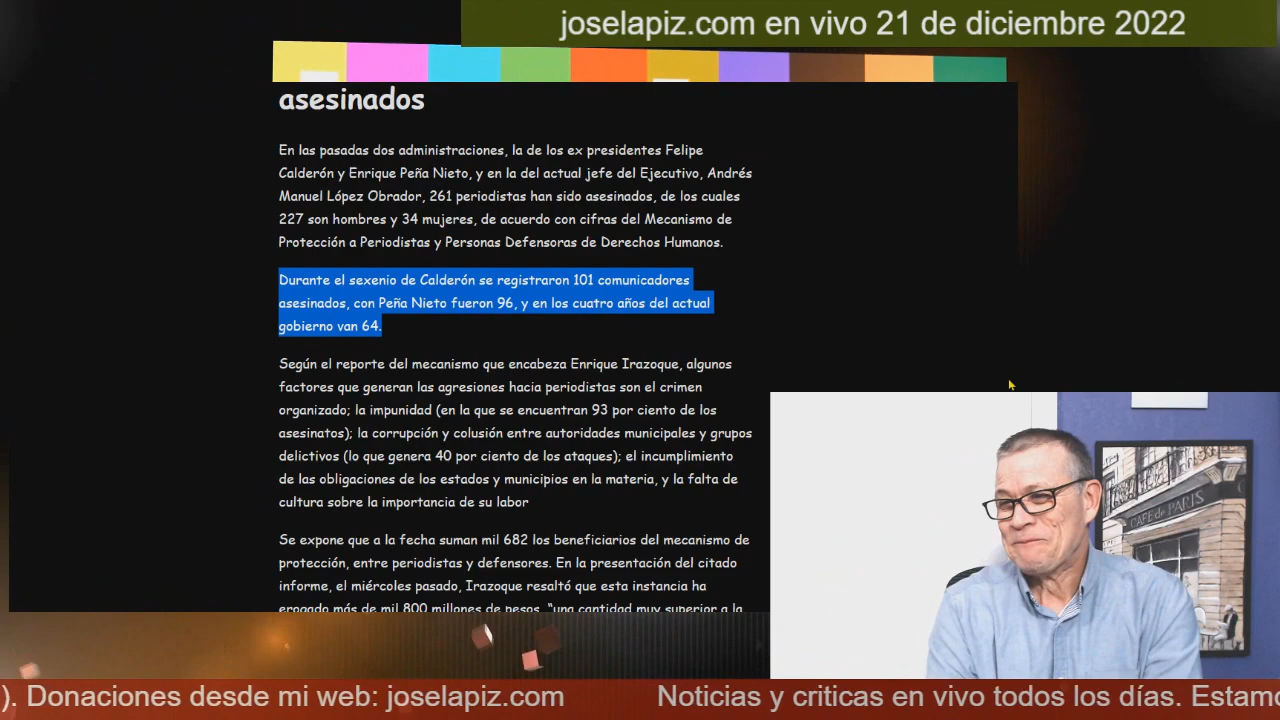 joselapiz.com en vivo 21 de diciembre 2022
asesinados
En las pasadas dos administraciones, la de los ex presidentes Felipe
Calderón y Enrique Peña Nieto, y en la del actual jefe del Ejecutivo, Andrés
Manuel López Obrador, 261 periodistas han sido asesinados, de los cuales
227 son hombres y 34 mujeres, de acuerdo con cifras del Mecanismo de
Protección a Periodistas y Personas Defensoras de Derechos Humanos.
Durante el sexenio de Calderón se registraron 101 comunicadores
asesinados, con Peña Nieto fueron 96, y en los cuatro años del actual
gobierno van 64.
Según el reporte del mecanismo que encabeza Enrique Irazoque, algunos
factores que generan las agresiones hacia periodistas son el crimen
organizado; la impunidad (en la que se encuentran 93 por ciento de los
asesinatos); la corrupción y colusión entre autoridades municipales y grupos
delictivos (lo que genera 40 por ciento de los ataques); el incumplimiento
de las obligaciones de los estados y municipios en la materia, y la falta de
cultura sobre la importancia de su labor
Se expone que a la fecha suman mil 682 los beneficiarios del mecanismo de
protección, entre periodistas y defensores. En la presentación del citado
informe, el miércoles pasado, Irazoque resaltó que esta instancia ha
erogado más de mil 800 millones de pesos, “una cantidad muy superior a la
CAFE de PARIS
). Donaciones desde mi web: joselapiz.com Noticias y criticas en vivo todos los días. Estamo